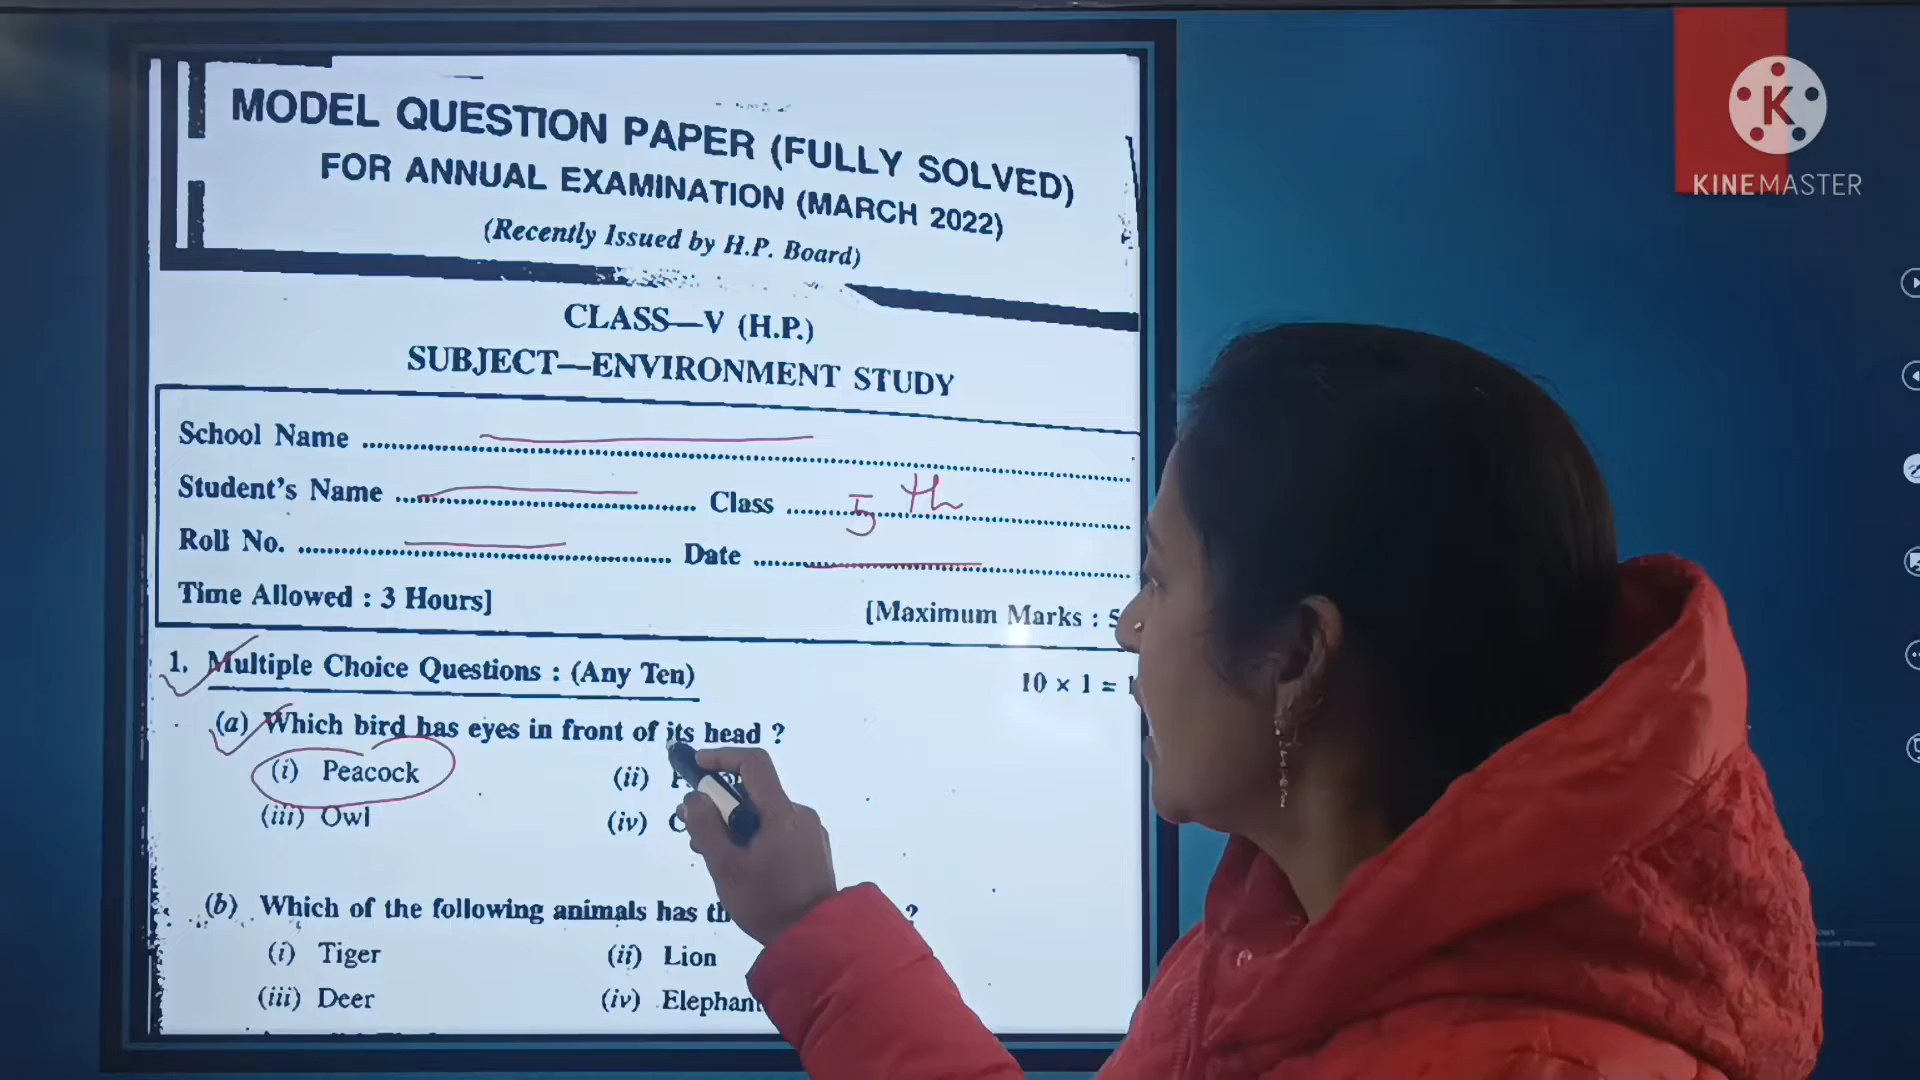 MODEL QUESTION PAPER (FULLY SOLVED)
FOR ANNUAL EXAMINATION (MARCH 2022)
(Recently Issued by H.P. Board)
KINEMASTER
CLASS—V (H.P.)
SUBJECT—ENVIRONMENT STUDY
School Name
Student's Name Class 5th
Roll No. Date
Time Allowed : 3 Hours] [Maximum Marks :
1. Multiple Choice Questions : (Any Ten) 10 × 1 =
(a) Which bird has eyes in front of its head ?
(i) Peacock (ii)
(iii) Owl (iv)
(b) Which of the following animals has ?
(i) Tiger (ii) Lion
(iii) Deer (iv) Elephant